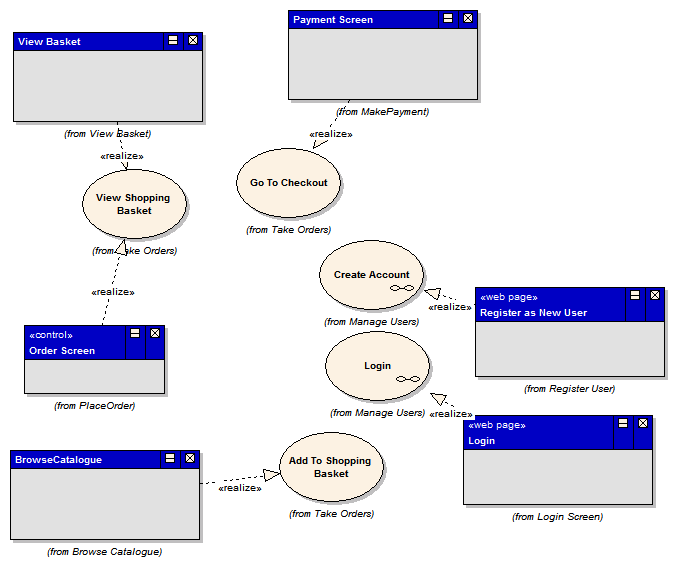 View Basket
(from View Basket)
«realize»
Payment Screen
(from MakePayment)
«realize»
View Shopping
Basket
(from Take Orders)
Go To Checkout
(from Take Orders)
«realize»
«control»
Order Screen
(from PlaceOrder)
Create Account
(from Manage Users)
«realize»
«web page»
Register as New User
(from Register User)
Login
(from Manage Users)
«realize»
«web page»
Login
(from Login Screen)
BrowseCatalogue
(from Browse Catalogue)
«realize»
Add To Shopping
Basket
(from Take Orders)